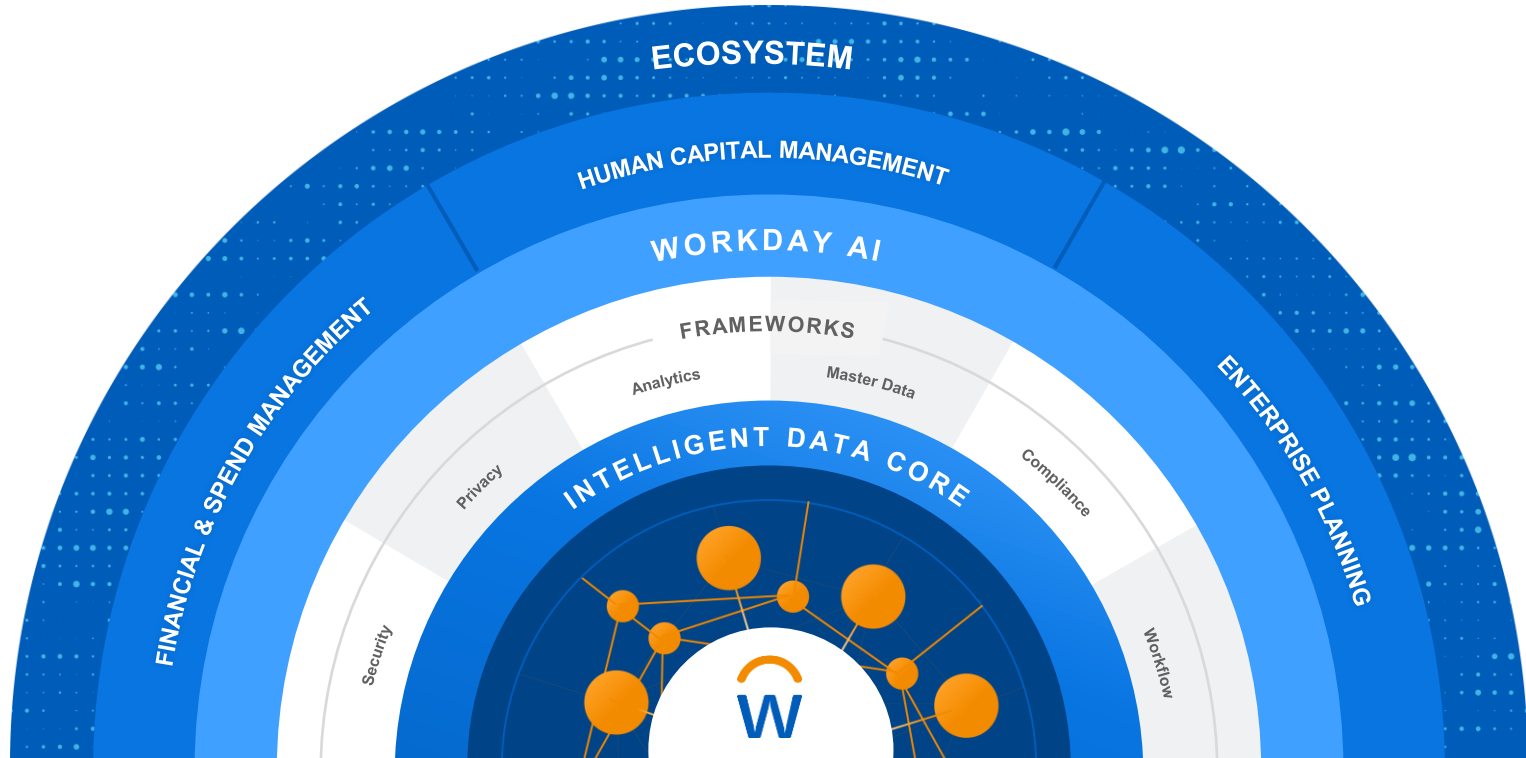 ECOSYSTEM
HUMAN CAPITAL MANAGEMENT
FINANCIAL & SPEND MANAGEMENT
ENTERPRISE PLANNING
WORKDAY AI
FRAMEWORKS
Security
Privacy
Analytics
Master Data
Compliance
Workflow
INTELLIGENT DATA CORE
W